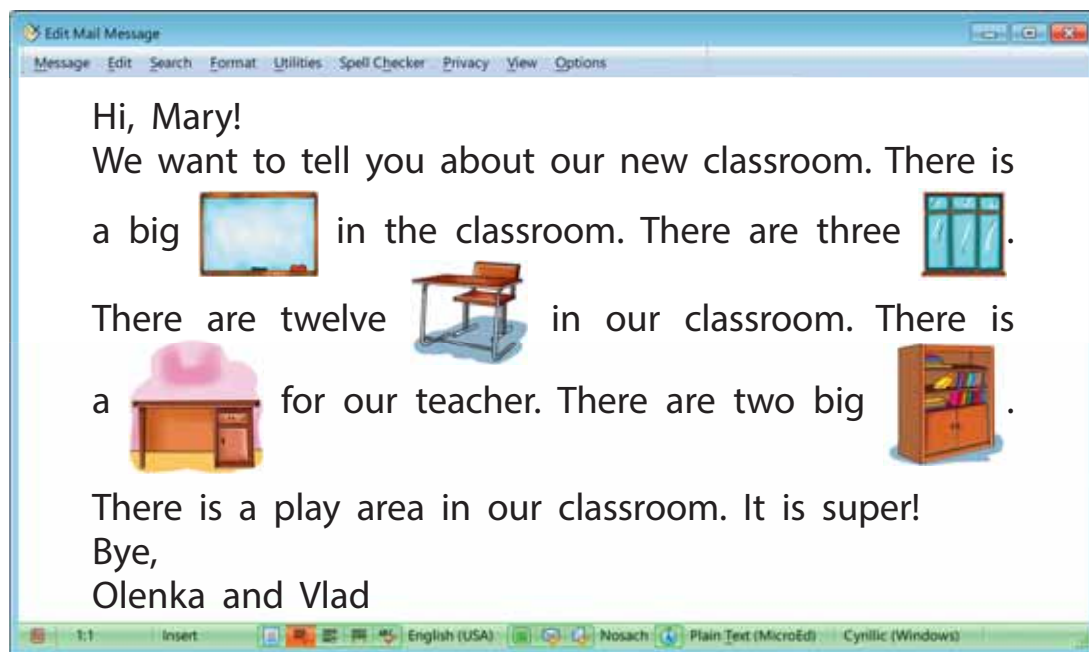 Edit Mail Message
Message Edit Search Format Utilities Spell Checker Privacy View Options
Hi, Mary!
We want to tell you about our new classroom. There is
a big in the classroom. There are three .
There are twelve in our classroom. There is
a for our teacher. There are two big .
There is a play area in our classroom. It is super!
Bye,
Olenka and Vlad
1:1 Insert English (USA) Nosach Plain Text (MicroEd) Cyrillic (Windows)